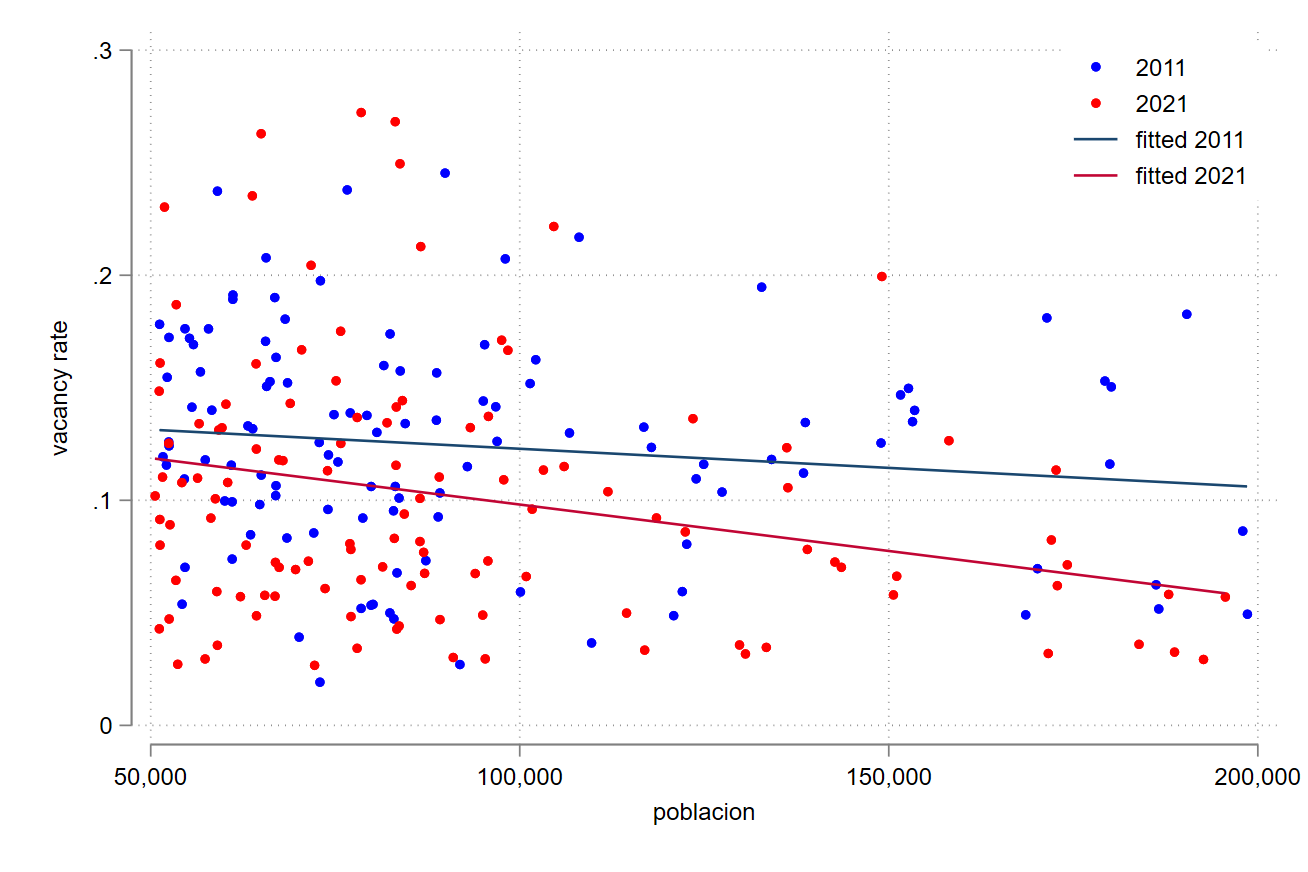 .3
.2
.1
0
vacancy rate
50,000
100,000
150,000
200,000
poblacion
2011
2021
fitted 2011
fitted 2021